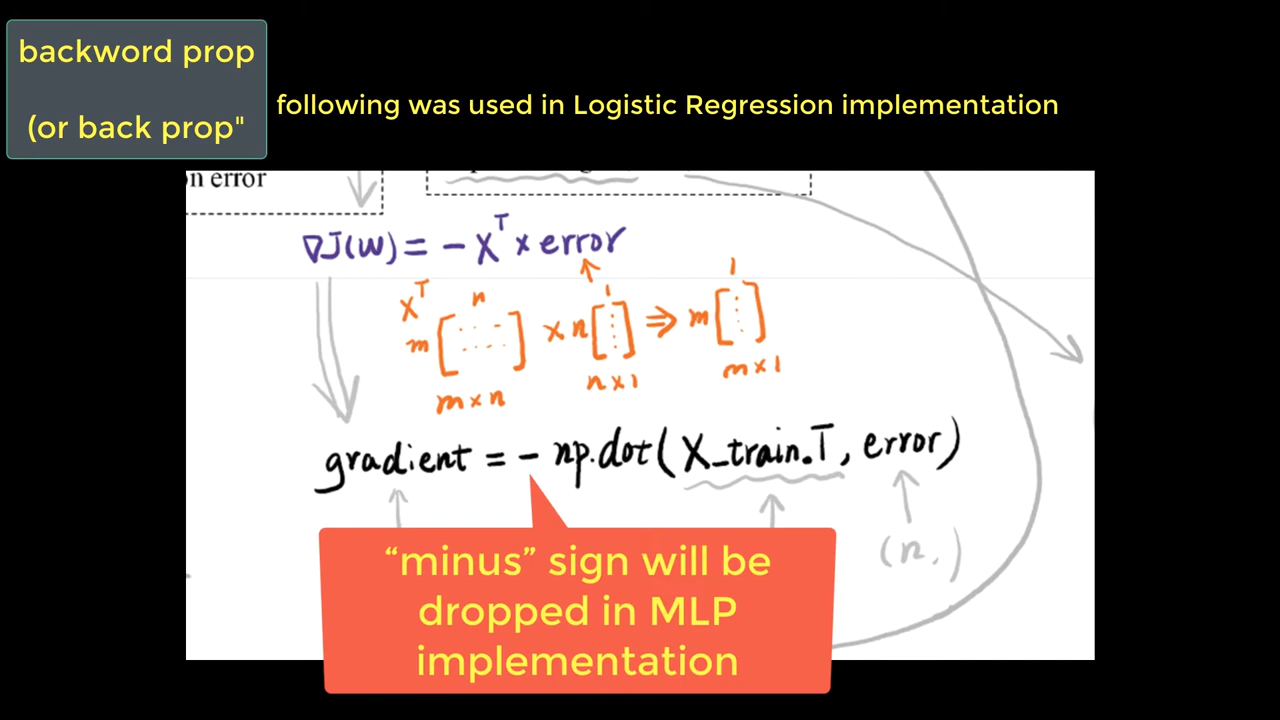 backword prop
(or back prop"
following was used in Logistic Regression implementation
on error
∇J(w) = - X^T × error
X^T n 1 1
m [ ] × n [ ] ⇒ m [ ]
m × n n × 1 m × 1
gradient = - np.dot( X_train.T, error)
(n,)
“minus” sign will be
dropped in MLP
implementation